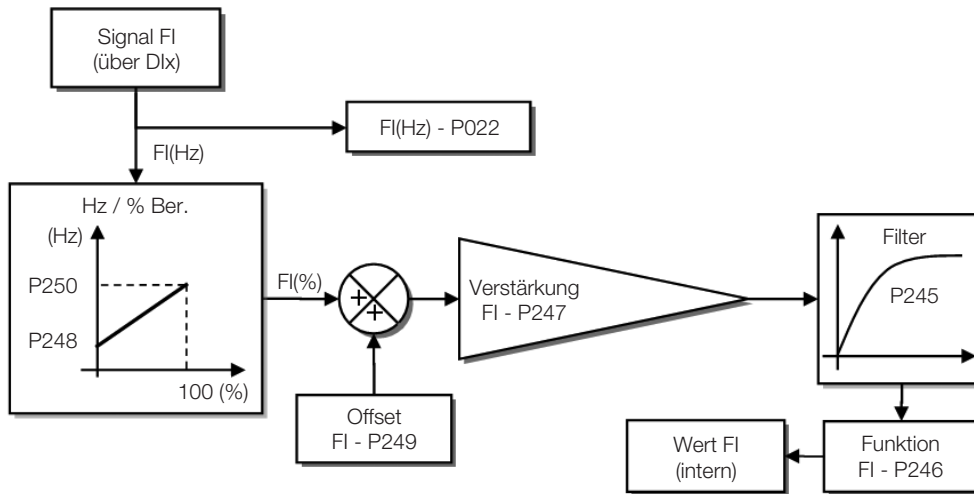 Signal FI
(über DIx)
FI(Hz) - P022
FI(Hz)
Hz / % Ber.
(Hz)
P250
P248
100 (%)
FI(%)
+
+
Offset
FI - P249
Verstärkung
FI - P247
Filter
P245
Funktion
FI - P246
Wert FI
(intern)